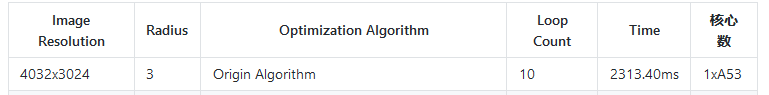 Image Resolution Radius Optimization Algorithm Loop Count Time 核心数
4032x3024 3 Origin Algorithm 10 2313.40ms 1xA53